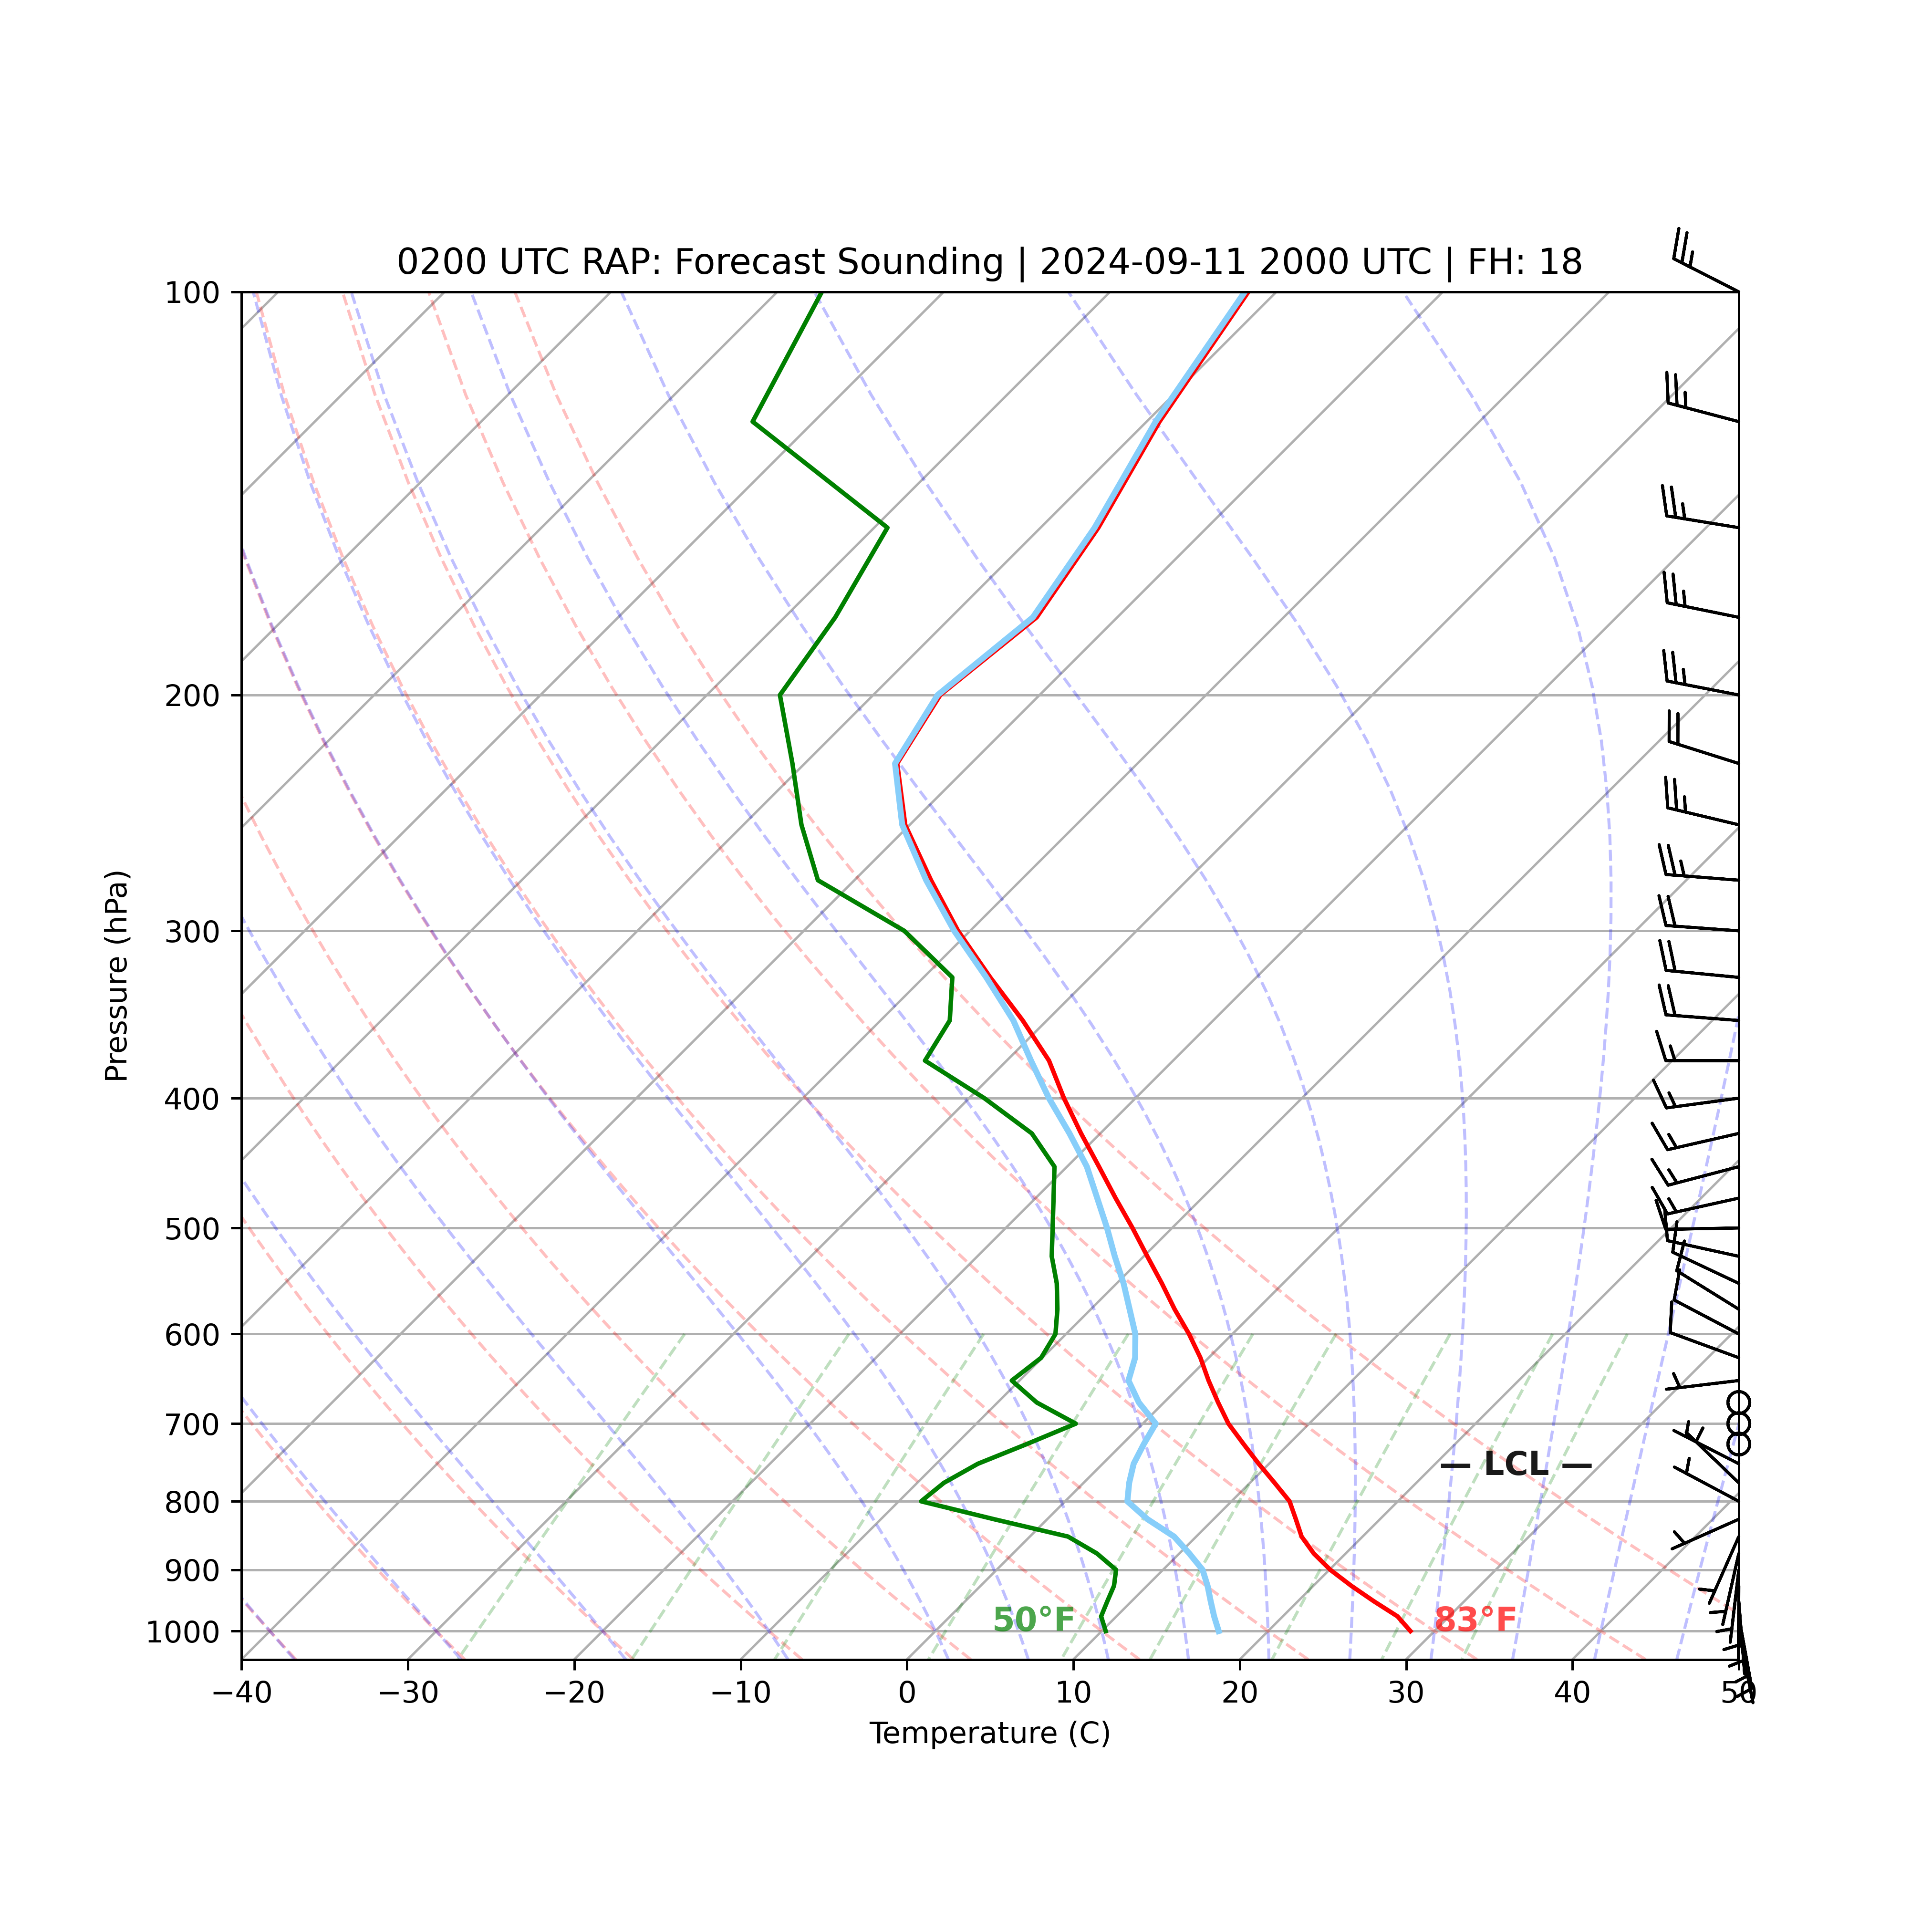 0200 UTC RAP: Forecast Sounding | 2024-09-11 2000 UTC | FH: 18
100
200
300
400
500
600
700
800
900
1000
Pressure (hPa)
— LCL —
50°F
83°F
−40 −30 −20 −10 0 10 20 30 40 50
Temperature (C)